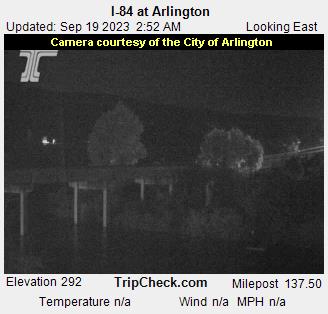 I-84 at Arlington
Updated: Sep 19 2023 2:52 AM Looking East
Camera courtesy of the City of Arlington
Elevation 292 TripCheck.com Milepost 137.50
Temperature n/a Wind n/a MPH n/a